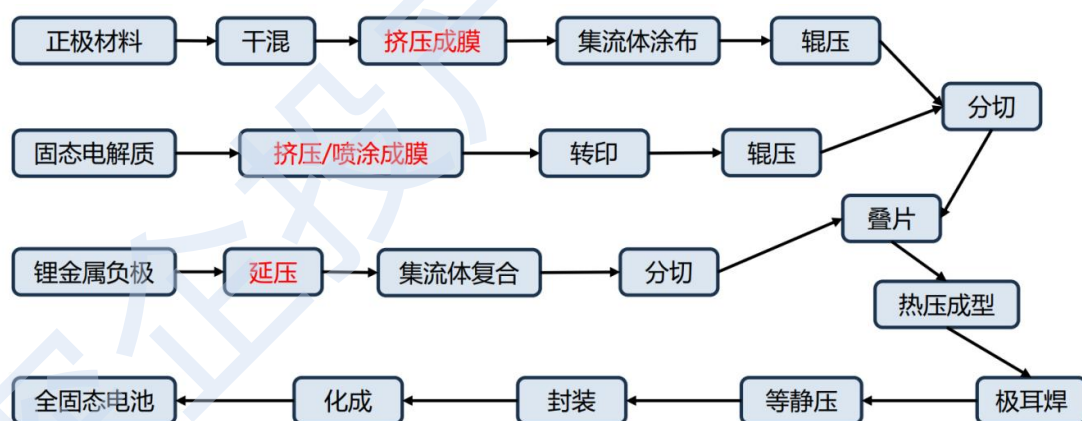 正极材料
干混
挤压成膜
集流体涂布
辊压
分切
固态电解质
挤压/喷涂成膜
转印
辊压
叠片
锂金属负极
延压
集流体复合
分切
热压成型
全固态电池
化成
封装
等静压
极耳焊